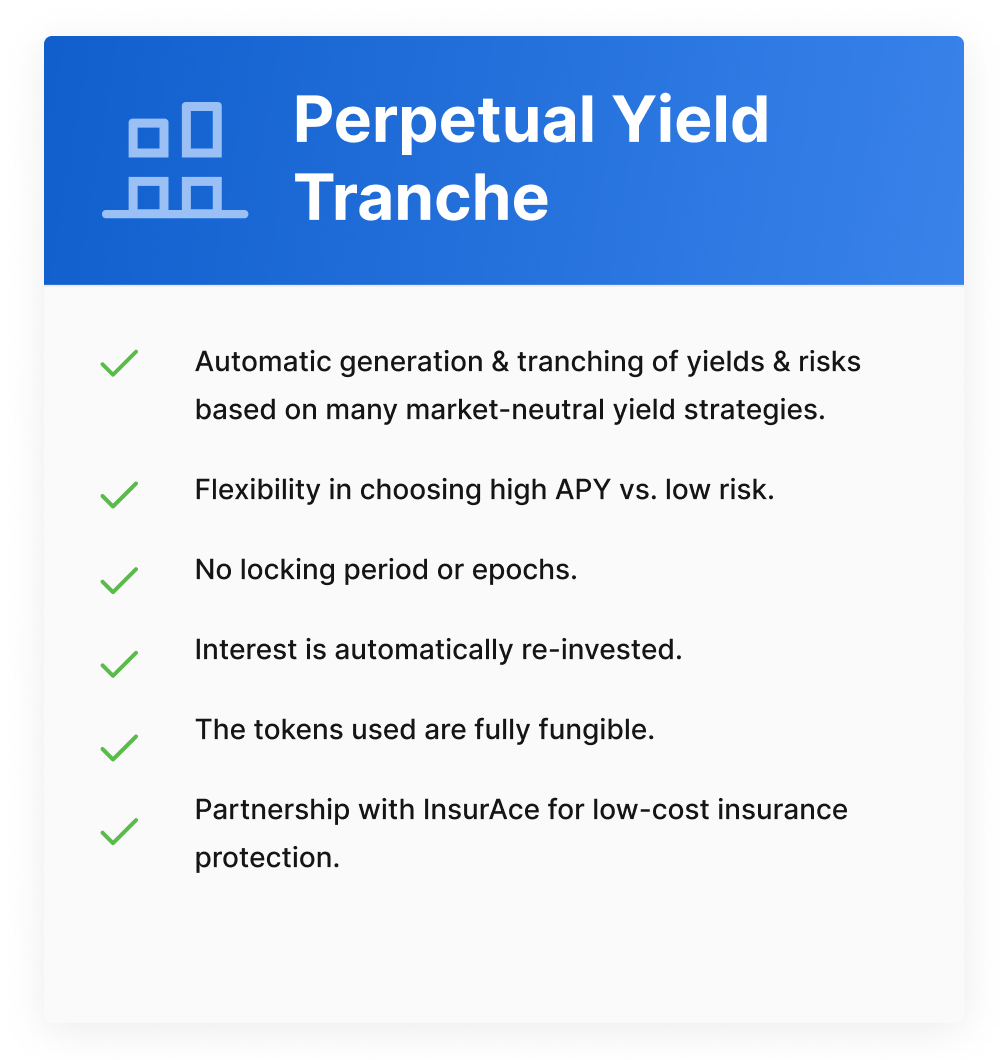 Perpetual Yield
Tranche
Automatic generation & tranching of yields & risks
based on many market-neutral yield strategies.
Flexibility in choosing high APY vs. low risk.
No locking period or epochs.
Interest is automatically re-invested.
The tokens used are fully fungible.
Partnership with InsurAce for low-cost insurance
protection.